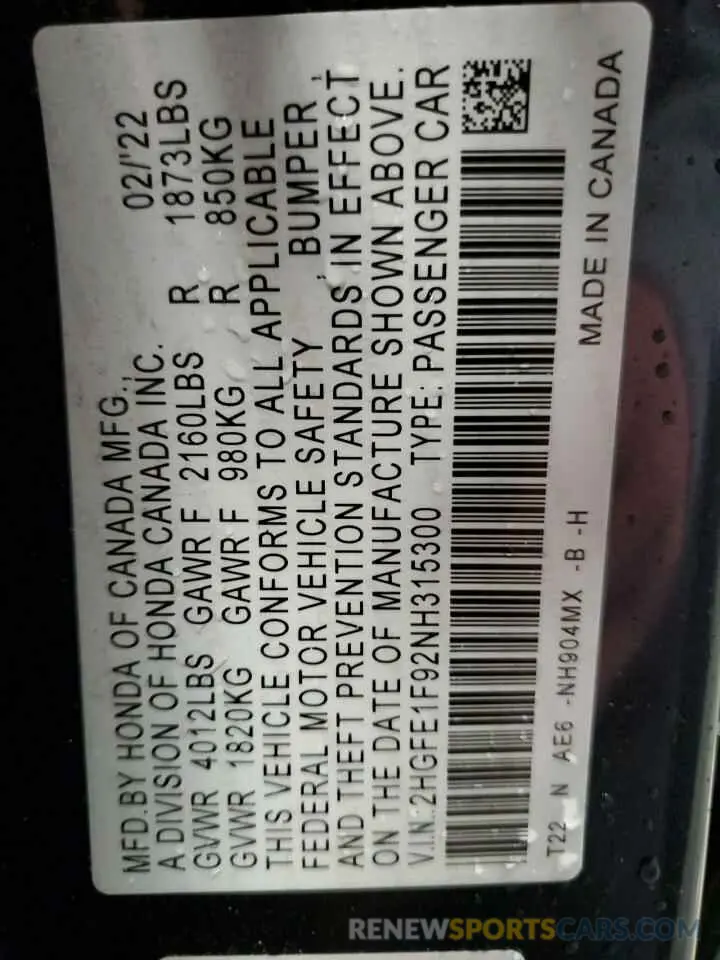 MFD.BY HONDA OF CANADA MFG., 02/'22
A DIVISION OF HONDA CANADA INC.
GVWR 4012LBS GAWR F 2160LBS R 1873LBS
GVWR 1820KG GAWR F 980KG R 850KG
THIS VEHICLE CONFORMS TO ALL APPLICABLE
FEDERAL MOTOR VEHICLE SAFETY, BUMPER,
AND THEFT PREVENTION STANDARDS IN EFFECT
ON THE DATE OF MANUFACTURE SHOWN ABOVE.
V.I.N.:2HGFE1F92NH315300 TYPE: PASSENGER CAR
T22 N AE6 -NH904MX -B -H MADE IN CANADA
RENEWSPORTSCARS.COM